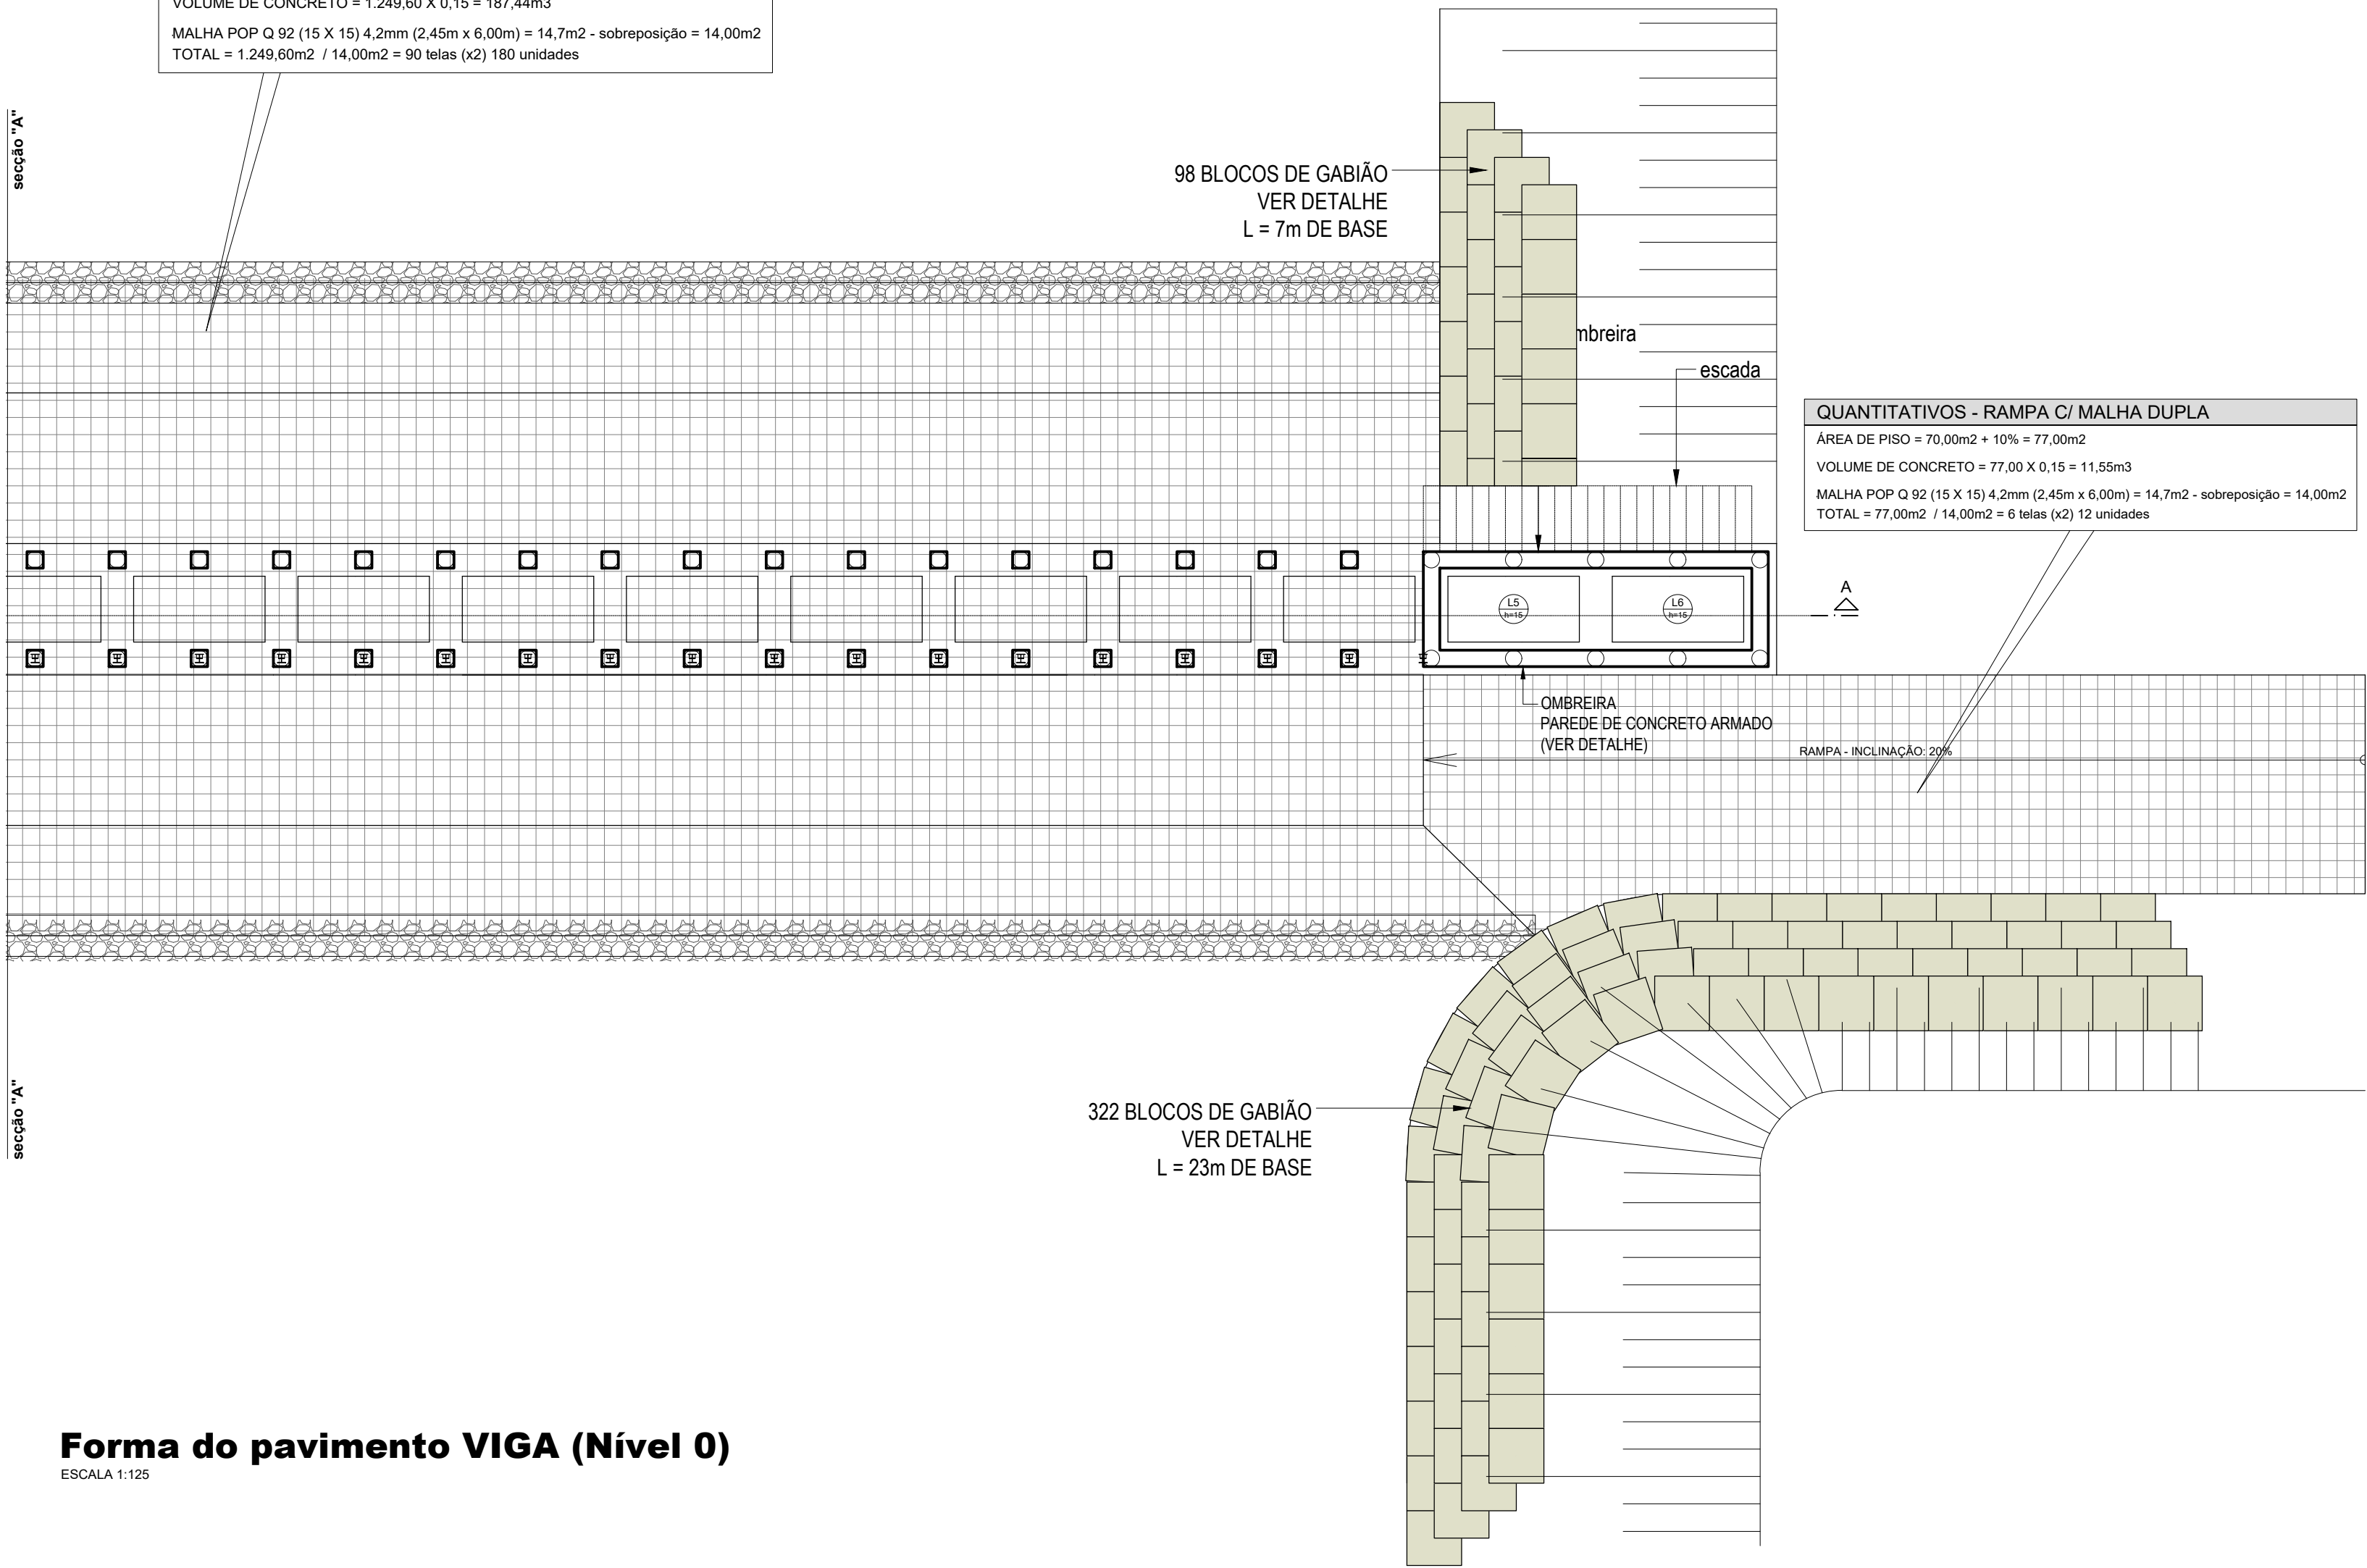 VOLUME DE CONCRETO = 1.249,60 X 0,15 = 187,44m3
MALHA POP Q 92 (15 X 15) 4,2mm (2,45m x 6,00m) = 14,7m2 - sobreposição = 14,00m2
TOTAL = 1.249,60m2 / 14,00m2 = 90 telas (x2) 180 unidades
secção "A"
98 BLOCOS DE GABIÃO
VER DETALHE
L = 7m DE BASE
mbreira
escada
QUANTITATIVOS - RAMPA C/ MALHA DUPLA
ÁREA DE PISO = 70,00m2 + 10% = 77,00m2
VOLUME DE CONCRETO = 77,00 X 0,15 = 11,55m3
MALHA POP Q 92 (15 X 15) 4,2mm (2,45m x 6,00m) = 14,7m2 - sobreposição = 14,00m2
TOTAL = 77,00m2 / 14,00m2 = 6 telas (x2) 12 unidades
L5
h=15
L6
h=15
A
OMBREIRA
PAREDE DE CONCRETO ARMADO
(VER DETALHE)
RAMPA - INCLINAÇÃO: 20%
secção "A"
322 BLOCOS DE GABIÃO
VER DETALHE
L = 23m DE BASE
Forma do pavimento VIGA (Nível 0)
ESCALA 1:125